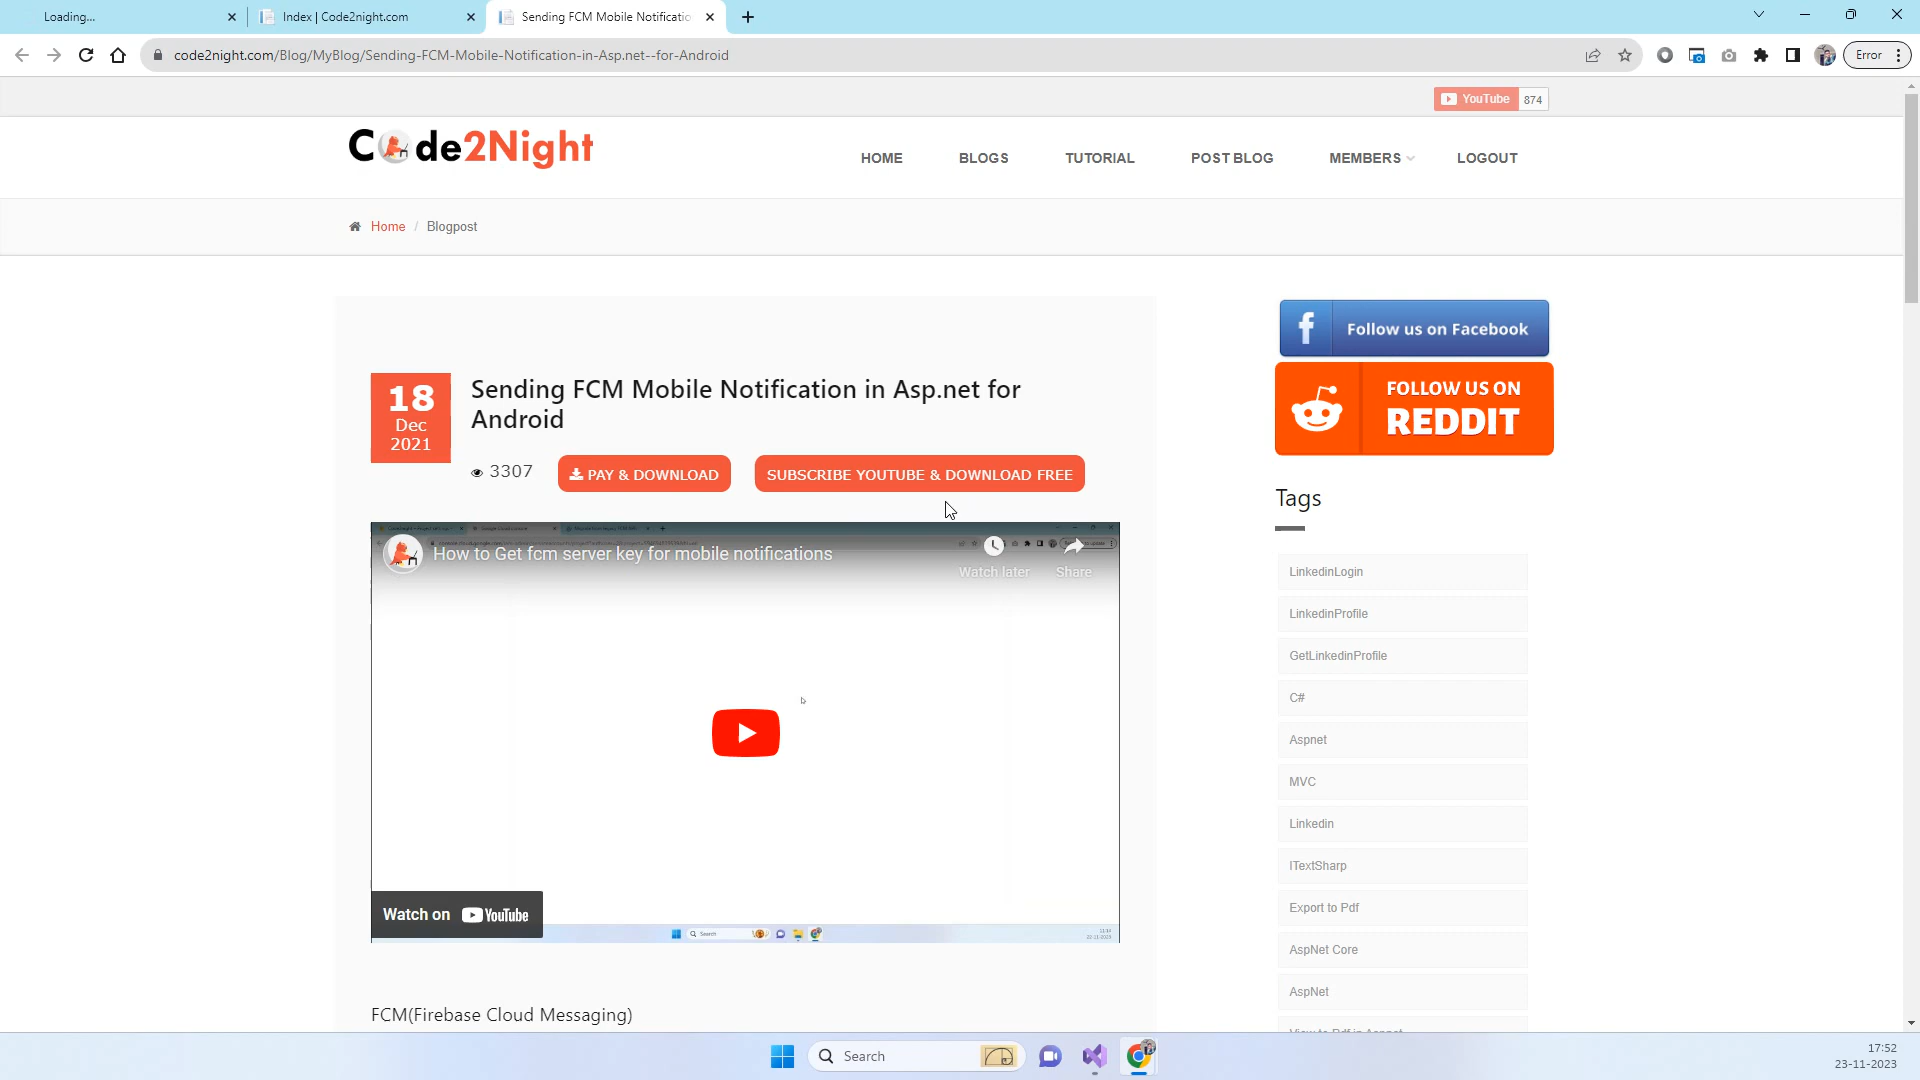 Loading...
Index | Code2night.com
Sending FCM Mobile Notificatio
code2night.com/Blog/MyBlog/Sending-FCM-Mobile-Notification-in-Asp.net--for-Android
Error
YouTube 874
Code2Night
HOME
BLOGS
TUTORIAL
POST BLOG
MEMBERS
LOGOUT
Home / Blogpost
18
Dec
2021
Sending FCM Mobile Notification in Asp.net for
Android
3307
PAY & DOWNLOAD
SUBSCRIBE YOUTUBE & DOWNLOAD FREE
How to Get fcm server key for mobile notifications
Watch later
Share
Watch on YouTube
Search
FCM(Firebase Cloud Messaging)
Follow us on Facebook
FOLLOW US ON
REDDIT
Tags
LinkedinLogin
LinkedinProfile
GetLinkedinProfile
C#
Aspnet
MVC
Linkedin
ITextSharp
Export to Pdf
AspNet Core
AspNet
Search
17:52
23-11-2023